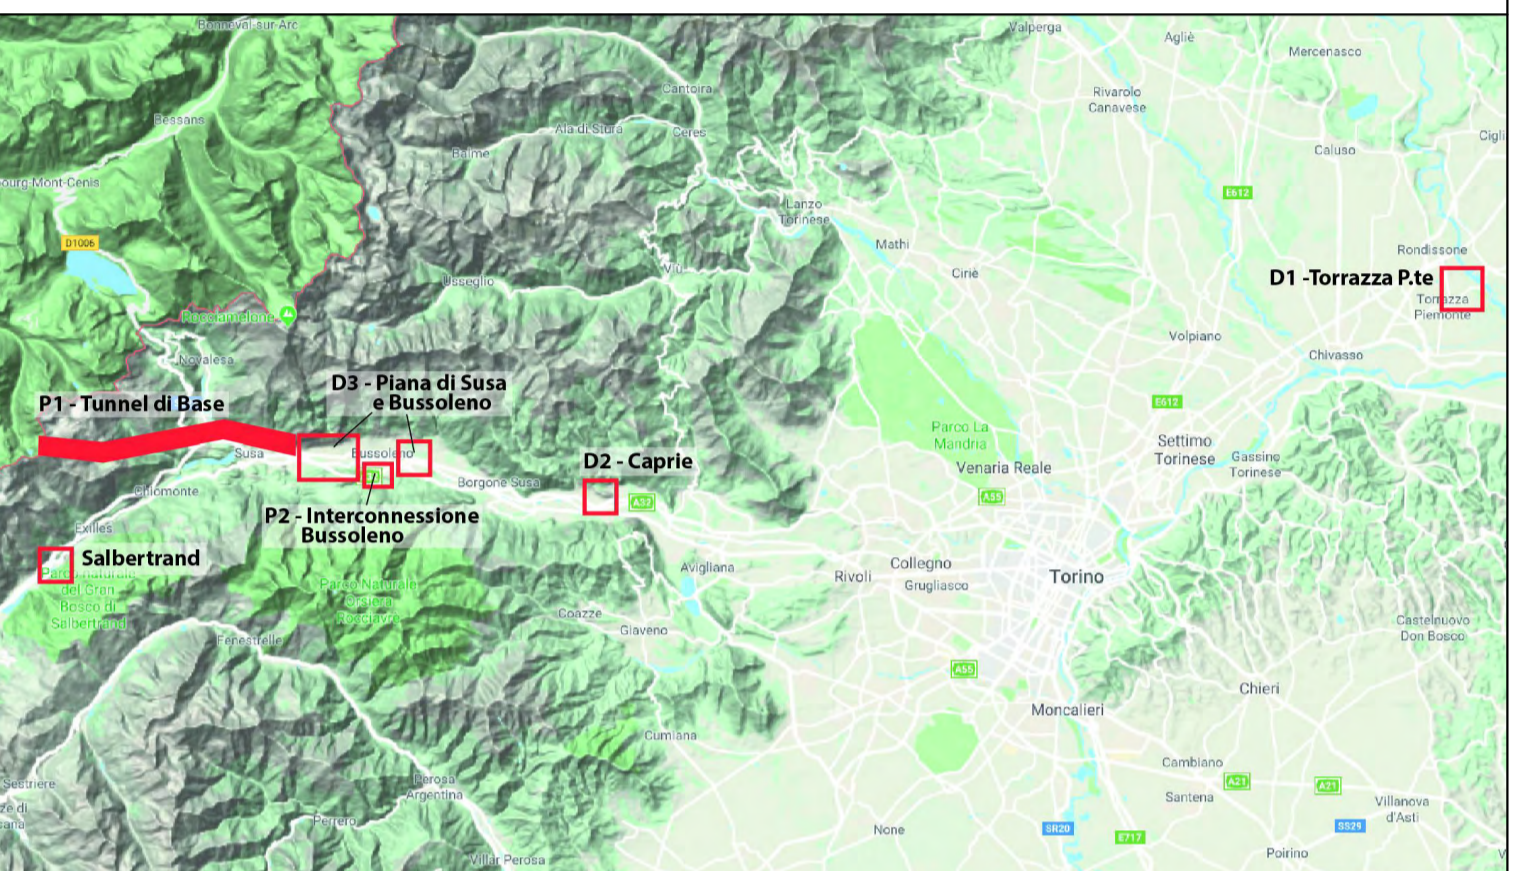 Bonneval-sur-Arc
Valperga
Agliè
Mercenasco
Cantoira
Rivarolo
Canavese
Bessans
Ala di Stura
Ceres
Balme
Caluso
Cigli
bourg-Mont-Cenis
E612
Lanzo
Torinese
D1006
Mathi
Rondissone
Viù
Ciriè
Usseglio
D1 -Torrazza P.te
Torrazza
Piemonte
Rocciamelone
Volpiano
Chivasso
Novalesa
D3 - Piana di Susa
e Bussoleno
P1 - Tunnel di Base
E612
Parco La
Mandria
Settimo
Torinese
Gassino
Torinese
Susa
Bussoleno
D2 - Caprie
Venaria Reale
Borgone Susa
Chiomonte
A32
A55
P2 - Interconnessione
Bussoleno
Exilles
Salbertrand
Parco naturale
del Gran
Bosco di
Salbertrand
Avigliana
Collegno
Rivoli
Grugliasco
Torino
Parco Naturale
Orsiera
Rocciavrè
Coazze
Giaveno
Castelnuovo
Don Bosco
Fenestrelle
A55
Chieri
Moncalieri
Cumiana
Cambiano
Sestriere
Perosa
Argentina
A21
A21
Santena
Villanova
d'Asti
ze di
cana
Perrero
None
SR20
E717
SS29
Villar Perosa
Poirino
V